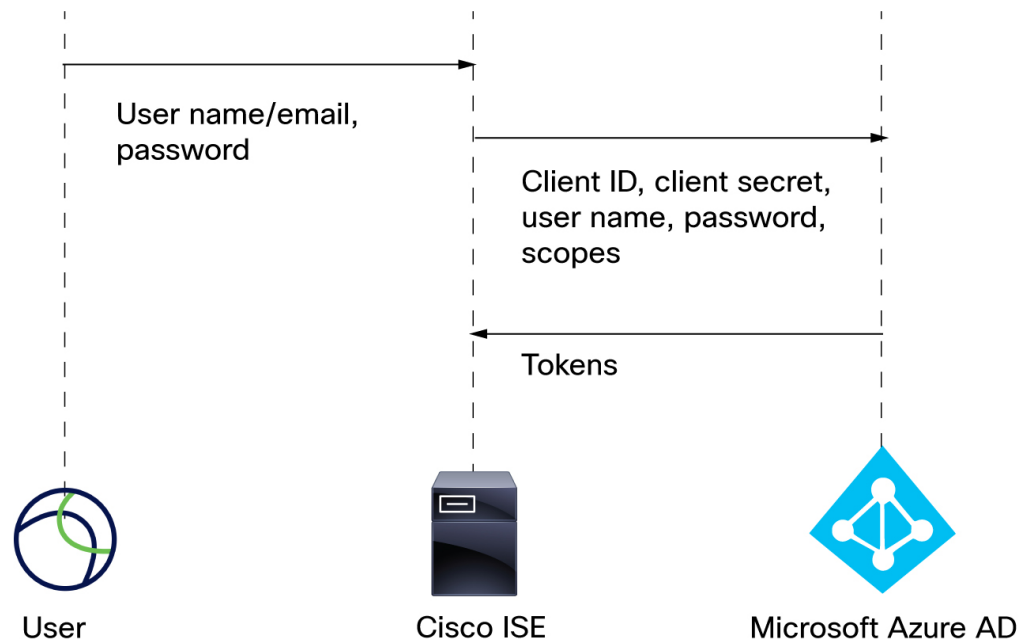 User name/email,
password
Client ID, client secret,
user name, password,
scopes
Tokens
User
Cisco ISE
Microsoft Azure AD